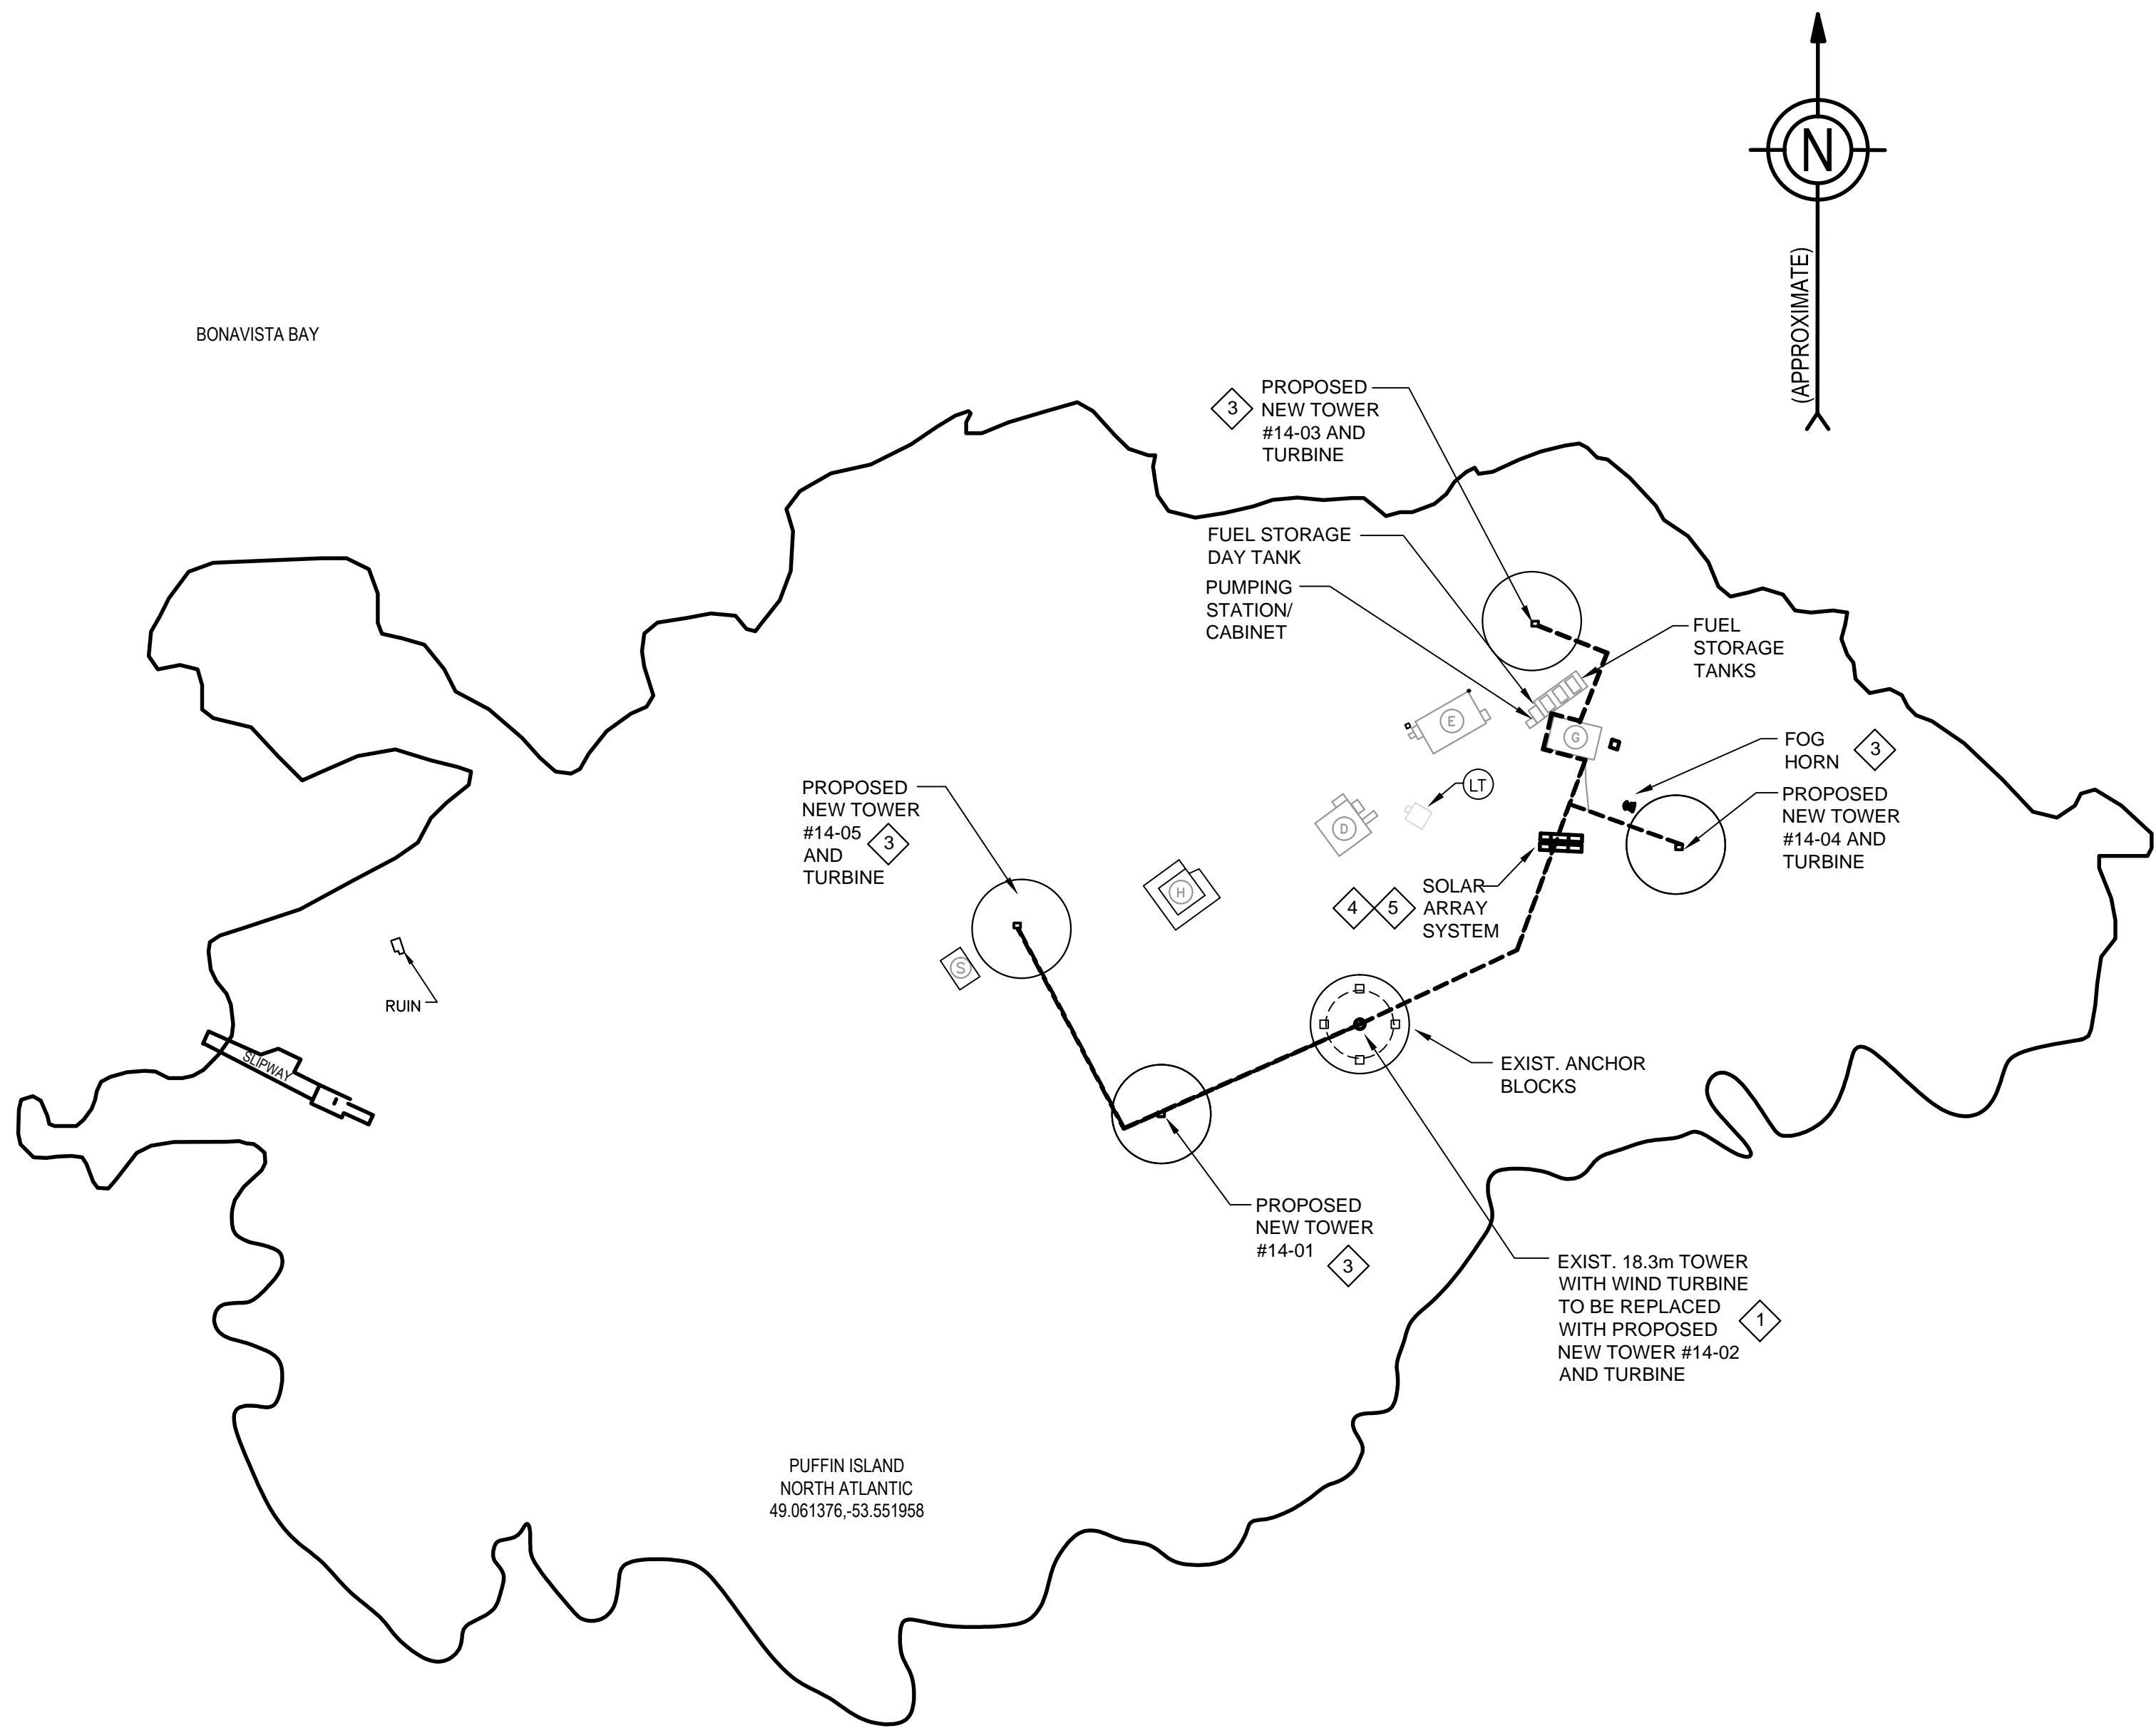 N
(APPROXIMATE)
BONAVISTA BAY
3
PROPOSED
NEW TOWER
#14-03 AND
TURBINE
FUEL STORAGE
DAY TANK
PUMPING
STATION/
CABINET
FUEL
STORAGE
TANKS
E
G
FOG
HORN
3
PROPOSED
NEW TOWER
#14-04 AND
TURBINE
LT
D
PROPOSED
NEW TOWER
#14-05
AND
TURBINE
3
H
4
5
SOLAR
ARRAY
SYSTEM
S
RUIN
SLIPWAY
EXIST. ANCHOR
BLOCKS
PROPOSED
NEW TOWER
#14-01
3
EXIST. 18.3m TOWER
WITH WIND TURBINE
TO BE REPLACED
WITH PROPOSED
NEW TOWER #14-02
AND TURBINE
1
PUFFIN ISLAND
NORTH ATLANTIC
49.061376,-53.551958